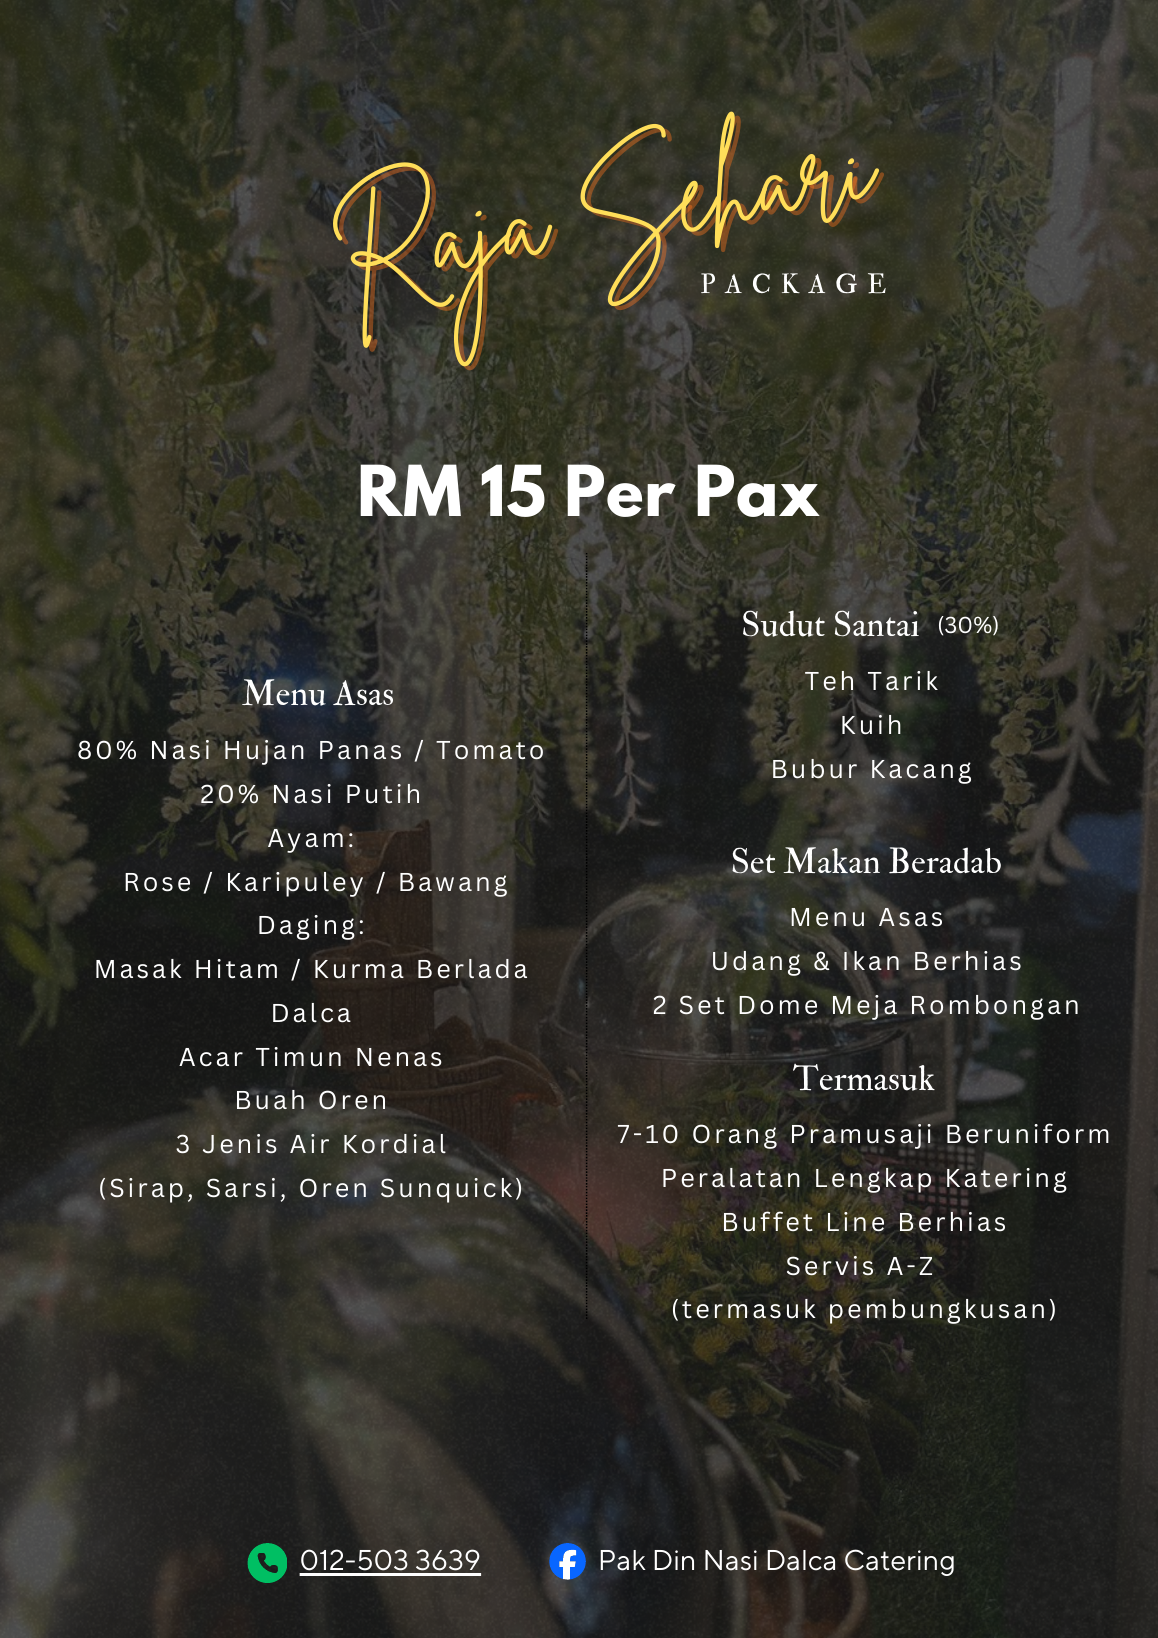 Raja Sehari
PACKAGE
RM 15 Per Pax
Menu Asas
80% Nasi Hujan Panas / Tomato
20% Nasi Putih
Ayam:
Rose / Karipuley / Bawang
Daging:
Masak Hitam / Kurma Berlada
Dalca
Acar Timun Nenas
Buah Oren
3 Jenis Air Kordial
(Sirap, Sarsi, Oren Sunquick)
Sudut Santai (30%)
Teh Tarik
Kuih
Bubur Kacang
Set Makan Beradab
Menu Asas
Udang & Ikan Berhias
2 Set Dome Meja Rombongan
Termasuk
7-10 Orang Pramusaji Beruniform
Peralatan Lengkap Katering
Buffet Line Berhias
Servis A-Z
(termasuk pembungkusan)
012-503 3639
Pak Din Nasi Dalca Catering